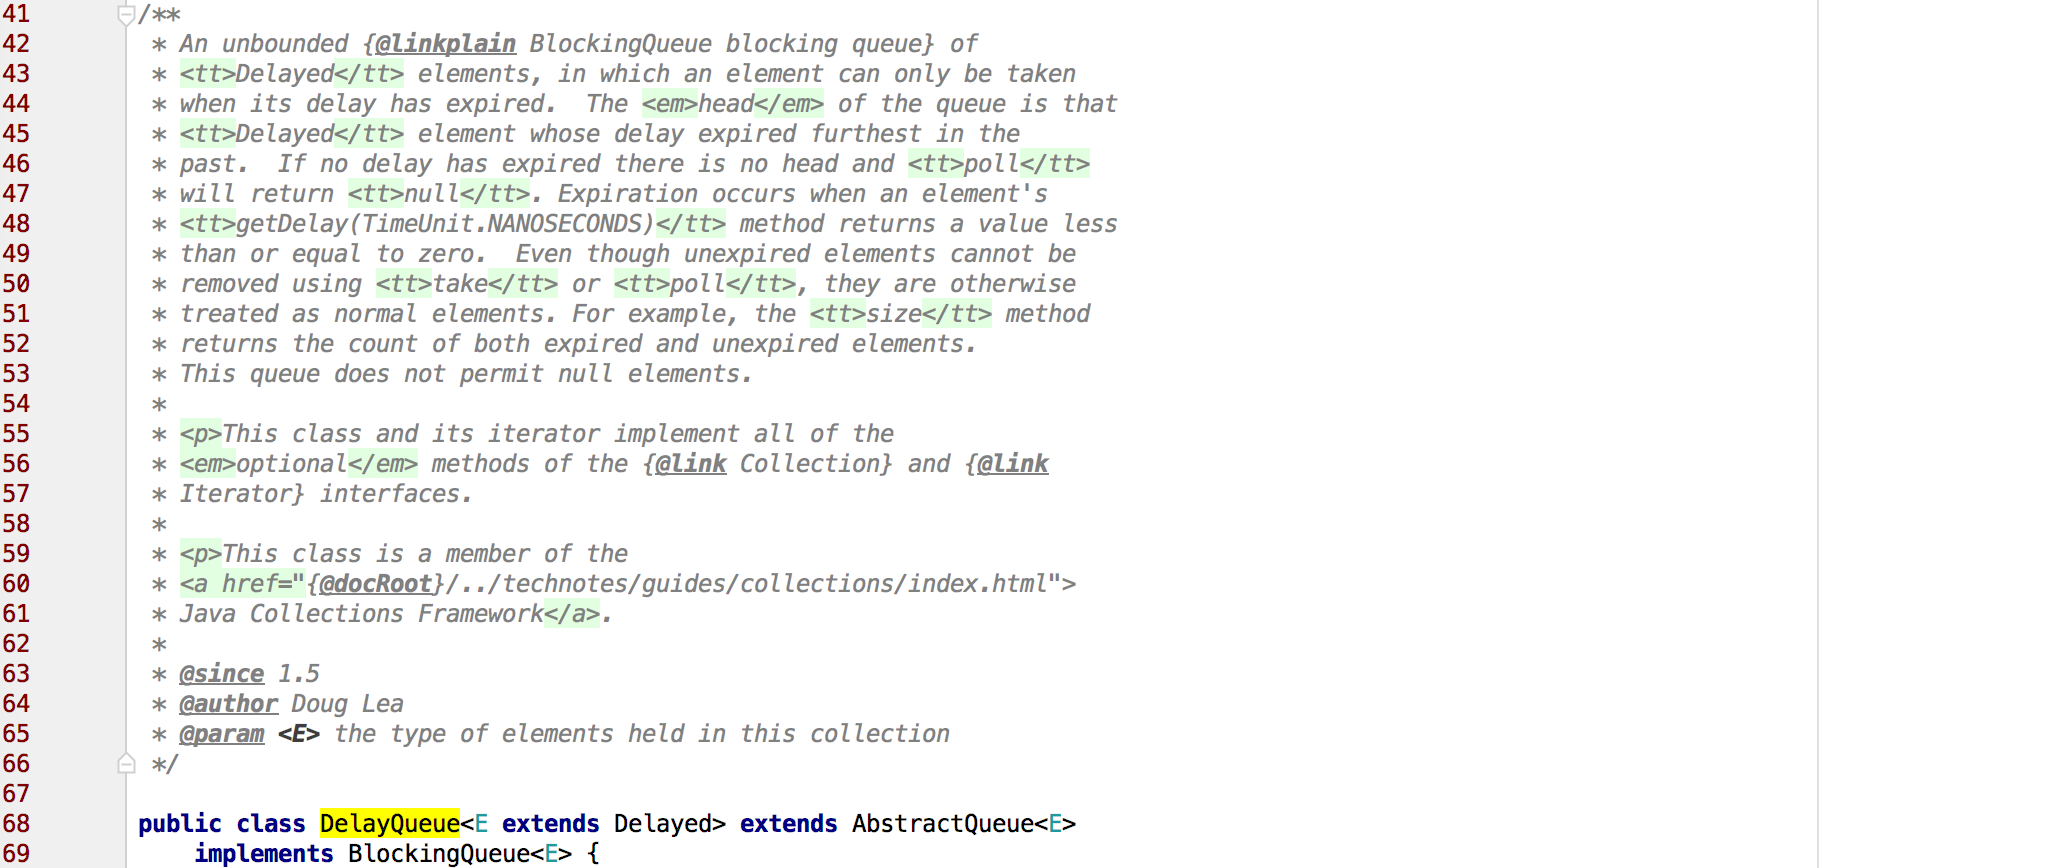 41 /**
42  * An unbounded {@linkplain BlockingQueue blocking queue} of
43  * <tt>Delayed</tt> elements, in which an element can only be taken
44  * when its delay has expired.  The <em>head</em> of the queue is that
45  * <tt>Delayed</tt> element whose delay expired furthest in the
46  * past.  If no delay has expired there is no head and <tt>poll</tt>
47  * will return <tt>null</tt>. Expiration occurs when an element's
48  * <tt>getDelay(TimeUnit.NANOSECONDS)</tt> method returns a value less
49  * than or equal to zero.  Even though unexpired elements cannot be
50  * removed using <tt>take</tt> or <tt>poll</tt>, they are otherwise
51  * treated as normal elements. For example, the <tt>size</tt> method
52  * returns the count of both expired and unexpired elements.
53  * This queue does not permit null elements.
54  *
55  * <p>This class and its iterator implement all of the
56  * <em>optional</em> methods of the {@link Collection} and {@link
57  * Iterator} interfaces.
58  *
59  * <p>This class is a member of the
60  * <a href="{@docRoot}/../technotes/guides/collections/index.html">
61  * Java Collections Framework</a>.
62  *
63  * @since 1.5
64  * @author Doug Lea
65  * @param <E> the type of elements held in this collection
66  */
67
68 public class DelayQueue<E extends Delayed> extends AbstractQueue<E>
69     implements BlockingQueue<E> {